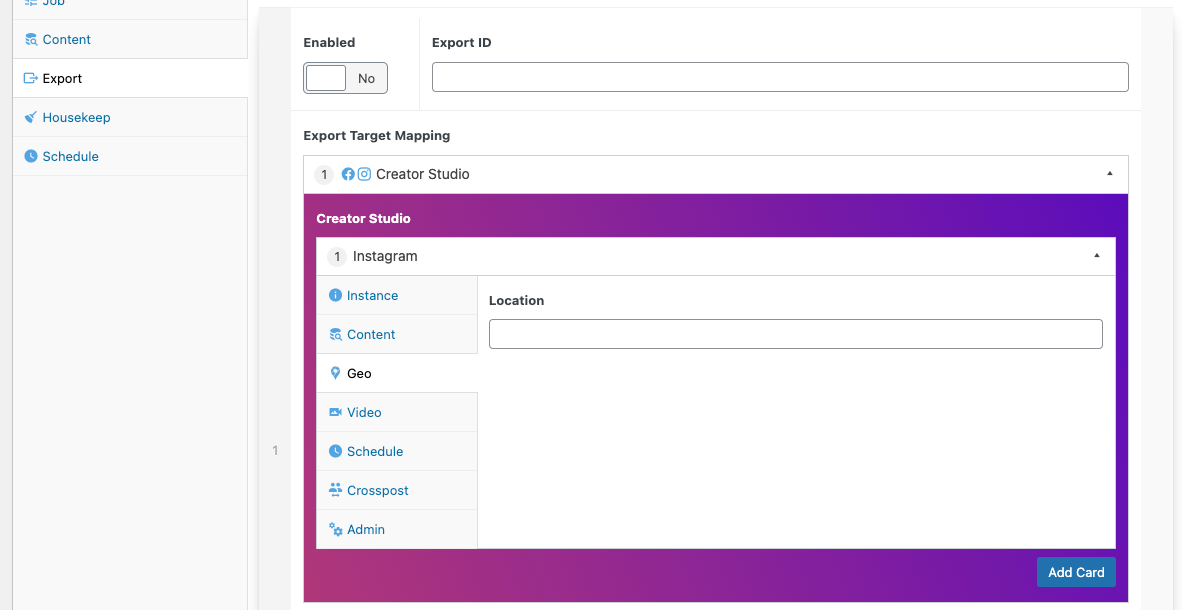 Job
Content
Export
Housekeep
Schedule
Enabled
Export ID
No
Export Target Mapping
1 Creator Studio
Creator Studio
1 Instagram
Instance
Location
Content
Geo
Video
1
Schedule
Crosspost
Admin
Add Card